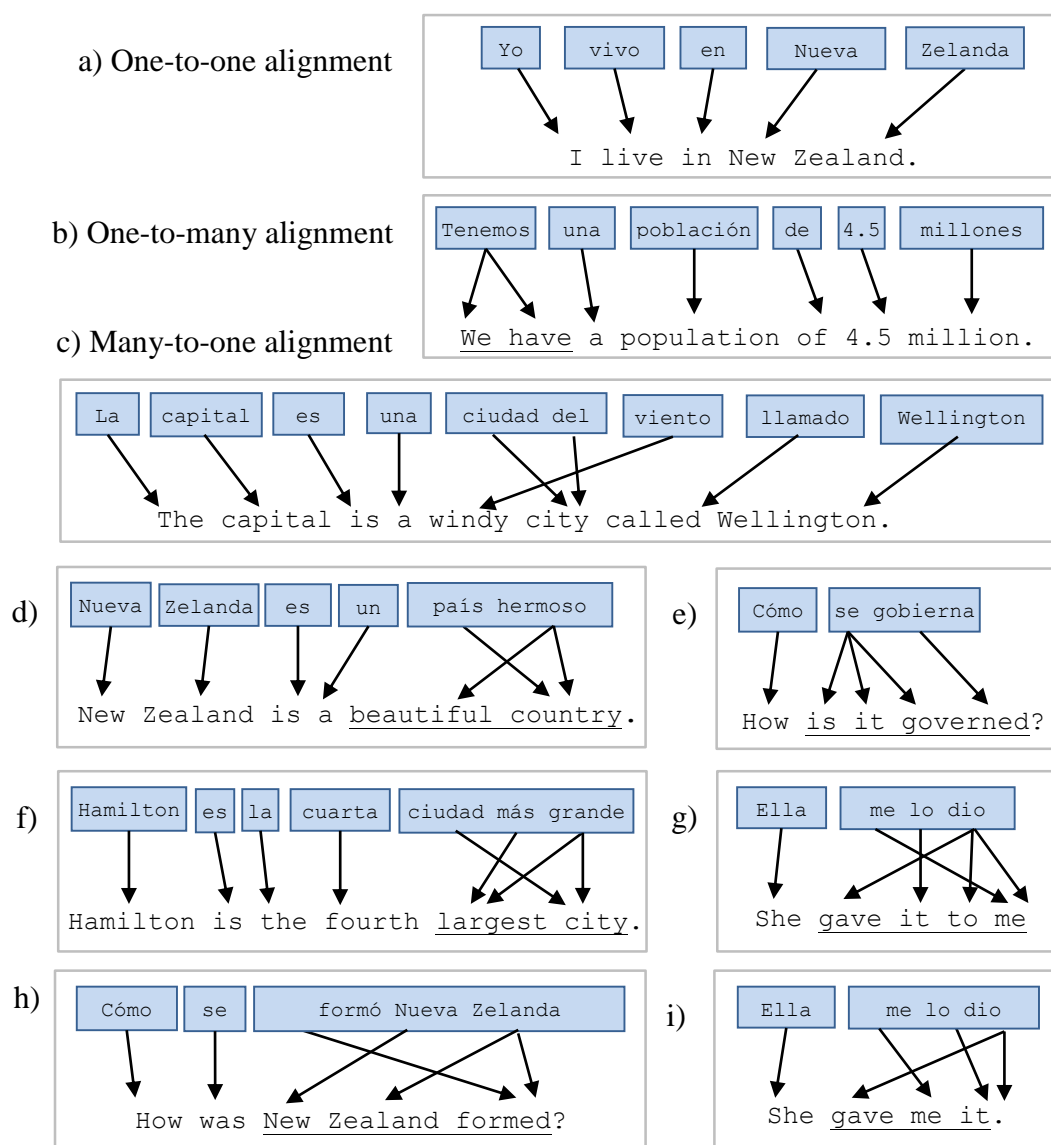 a) One-to-one alignment
Yo vivo en Nueva Zelanda
I live in New Zealand.
b) One-to-many alignment
Tenemos una población de 4.5 millones
We have a population of 4.5 million.
c) Many-to-one alignment
La capital es una ciudad del viento llamado Wellington
The capital is a windy city called Wellington.
d)
Nueva Zelanda es un país hermoso
New Zealand is a beautiful country.
e)
Cómo se gobierna
How is it governed?
f)
Hamilton es la cuarta ciudad más grande
Hamilton is the fourth largest city.
g)
Ella me lo dio
She gave it to me
h)
Cómo se formó Nueva Zelanda
How was New Zealand formed?
i)
Ella me lo dio
She gave me it.